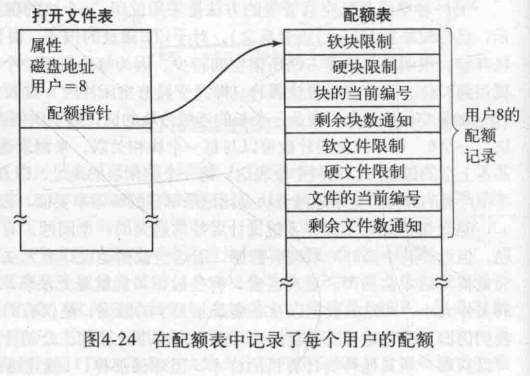 打开文件表
属性
磁盘地址
用户=8
配额指针
配额表
软块限制
硬块限制
块的当前编号
剩余块数通知
软文件限制
硬文件限制
文件的当前编号
剩余文件数通知
用户8的
配额
记录
图4-24 在配额表中记录了每个用户的配额